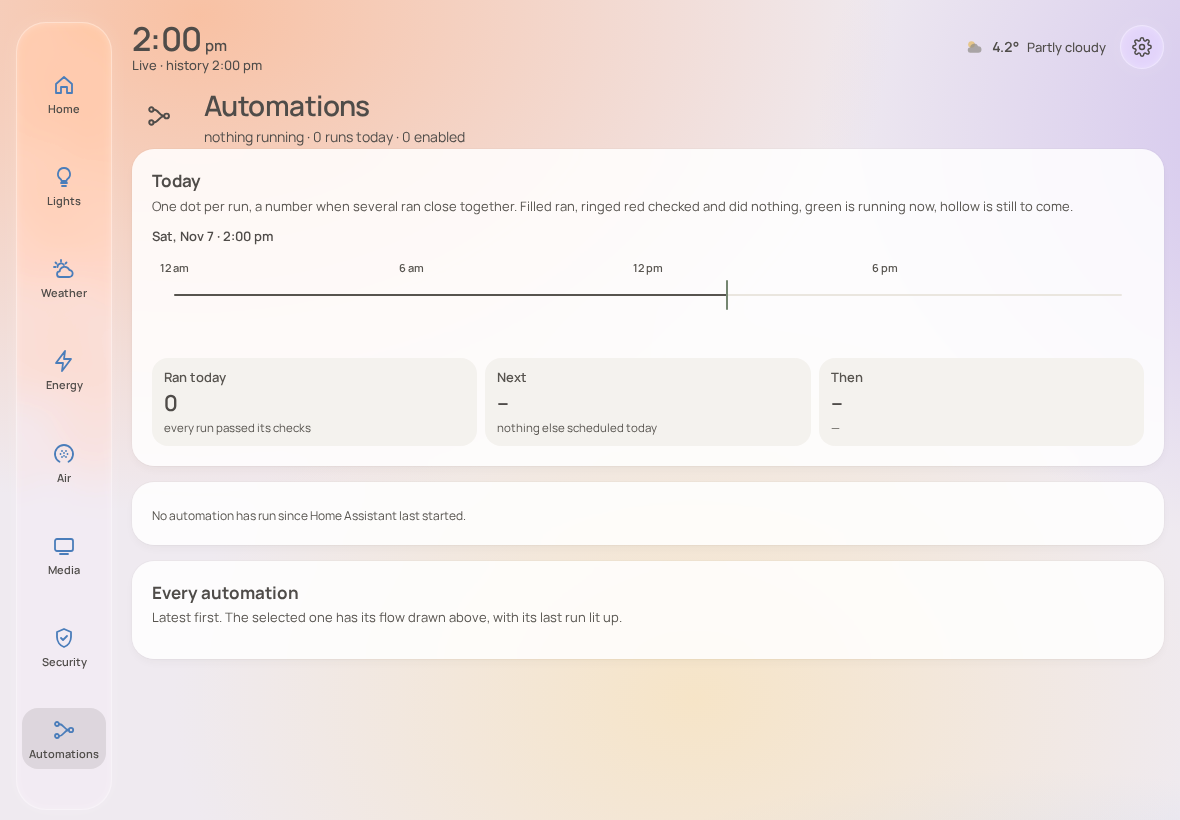 2:00 pm
Live · history 2:00 pm
4.2° Partly cloudy
Home
Lights
Weather
Energy
Air
Media
Security
Automations
Automations
nothing running · 0 runs today · 0 enabled
Today
One dot per run, a number when several ran close together. Filled ran, ringed red checked and did nothing, green is running now, hollow is still to come.
Sat, Nov 7 · 2:00 pm
12 am 6 am 12 pm 6 pm
Ran today
0
every run passed its checks
Next
–
nothing else scheduled today
Then
–
—
No automation has run since Home Assistant last started.
Every automation
Latest first. The selected one has its flow drawn above, with its last run lit up.